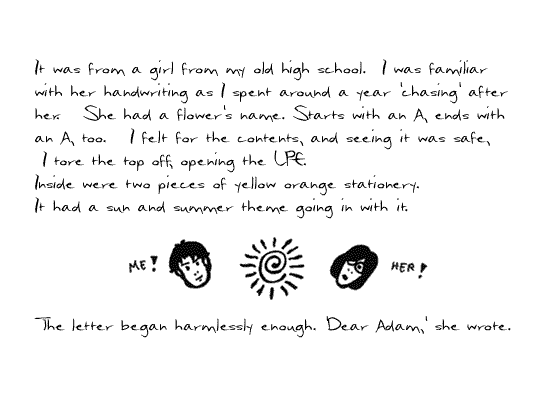 It was from a girl from my old high school. I was familiar
with her handwriting as I spent around a year 'chasing' after
her. She had a flower's name. Starts with an A, ends with
an A, too. I felt for the contents, and seeing it was safe,
I tore the top off, opening the LPE.
Inside were two pieces of yellow orange stationery.
It had a sun and summer theme going in with it.
ME! HER!
The letter began harmlessly enough. 'Dear Adam,' she wrote.